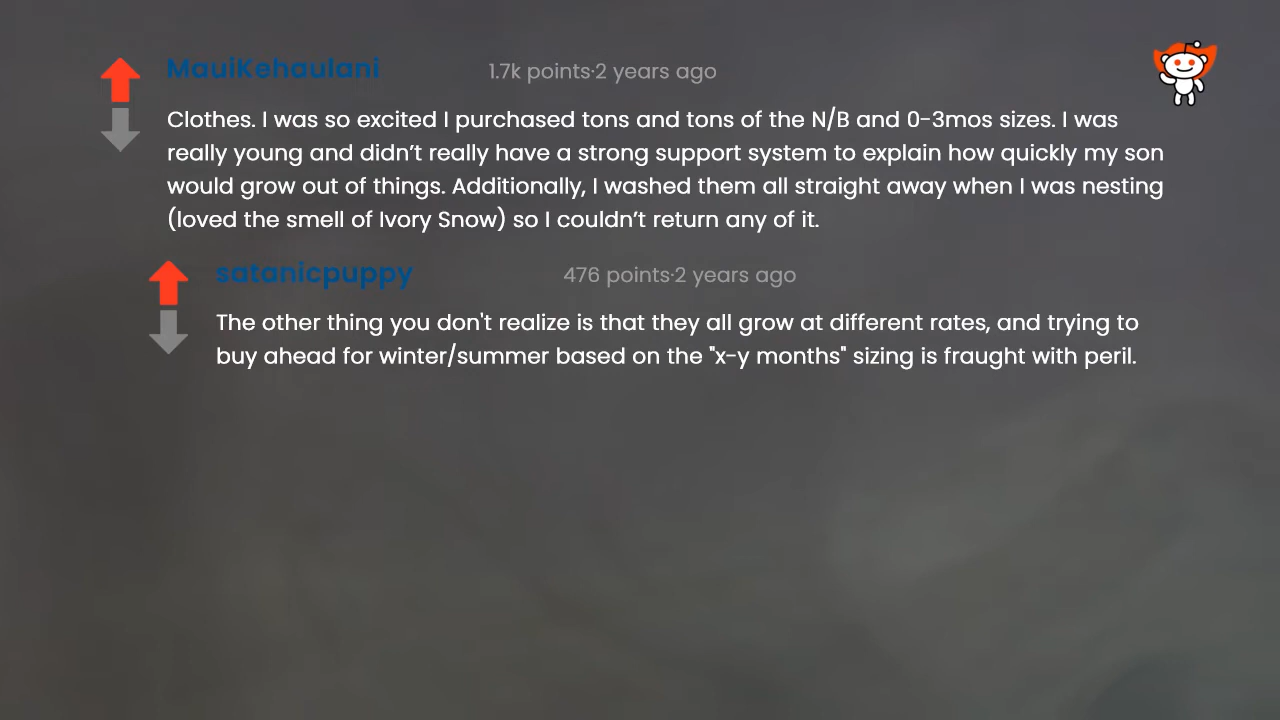 MauiKehaulani 1.7k points·2 years ago
Clothes. I was so excited I purchased tons and tons of the N/B and 0-3mos sizes. I was
really young and didn’t really have a strong support system to explain how quickly my son
would grow out of things. Additionally, I washed them all straight away when I was nesting
(loved the smell of Ivory Snow) so I couldn’t return any of it.
satanicpuppy 476 points·2 years ago
The other thing you don't realize is that they all grow at different rates, and trying to
buy ahead for winter/summer based on the "x-y months" sizing is fraught with peril.